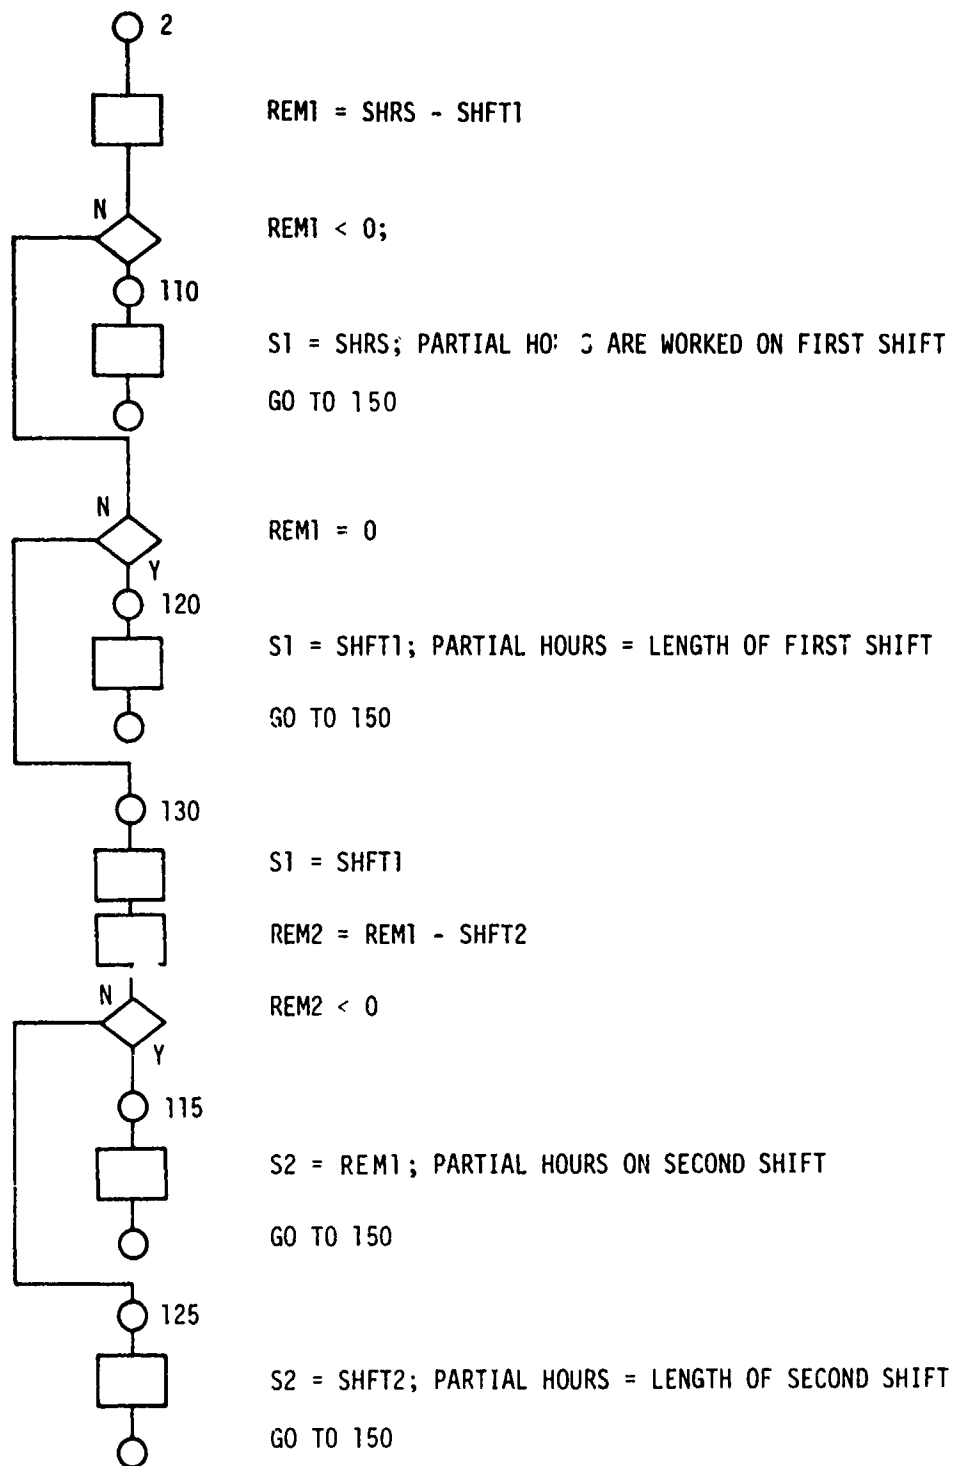 2
REM1 = SHRS - SHFT1
N
REM1 < 0;
110
S1 = SHRS; PARTIAL ARE WORKED ON FIRST SHIFT
GO TO 150
N
REM1 = 0
Y
120
S1 = SHFT1; PARTIAL HOURS = LENGTH OF FIRST SHIFT
GO TO 150
130
S1 = SHFT1
REM2 = REM1 - SHFT2
N
REM2 < 0
Y
115
S2 = REM1; PARTIAL HOURS ON SECOND SHIFT
GO TO 150
125
S2 = SHFT2; PARTIAL HOURS = LENGTH OF SECOND SHIFT
GO TO 150